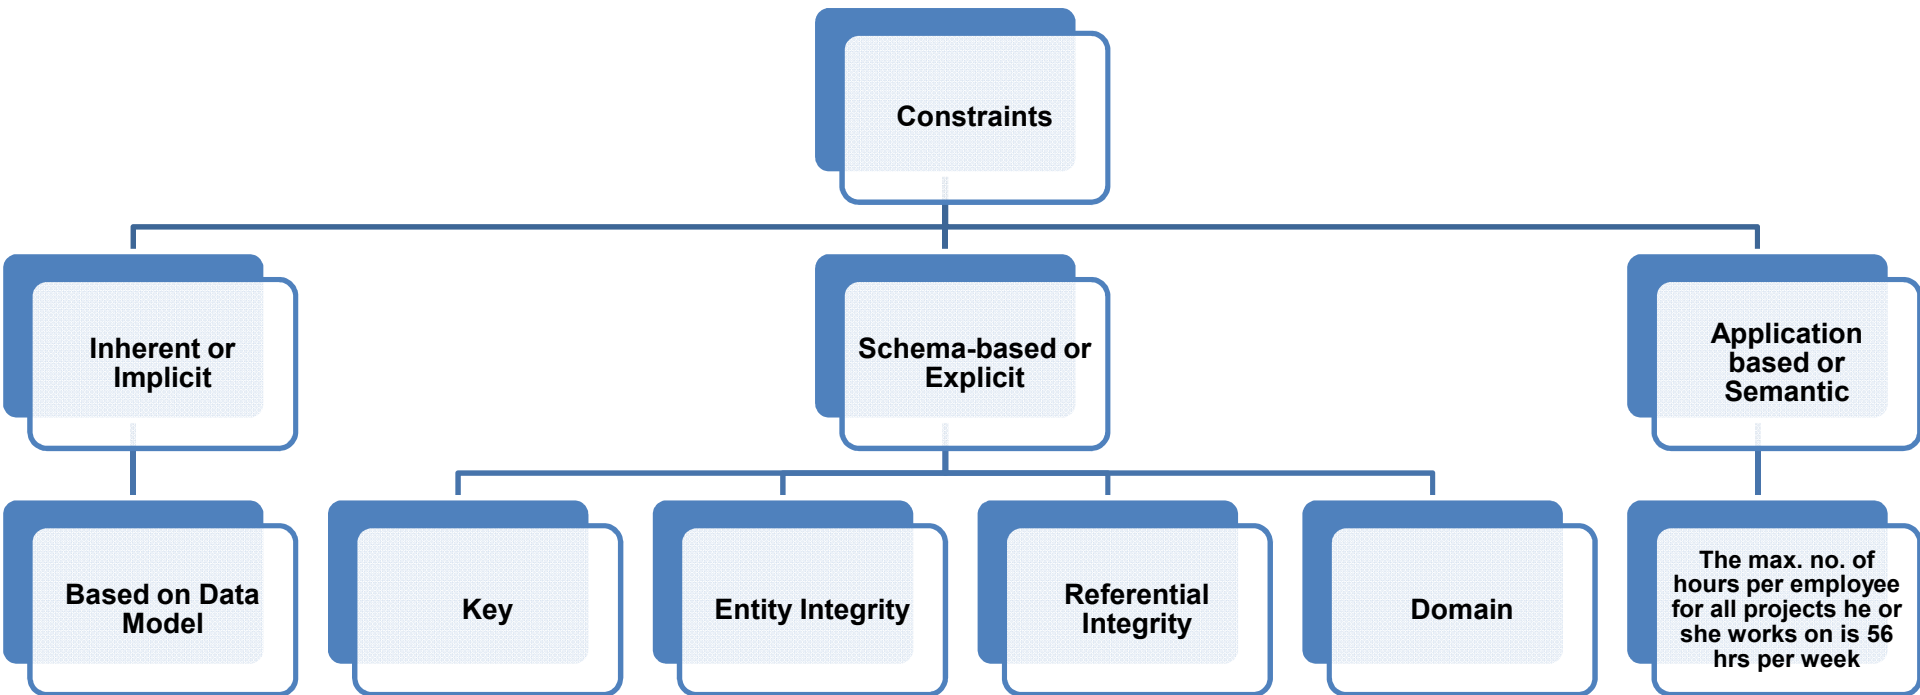 Constraints
Inherent or
Implicit
Schema-based or
Explicit
Application
based or
Semantic
Based on Data
Model
Key
Entity Integrity
Referential
Integrity
Domain
The max. no. of
hours per employee
for all projects he or
she works on is 56
hrs per week